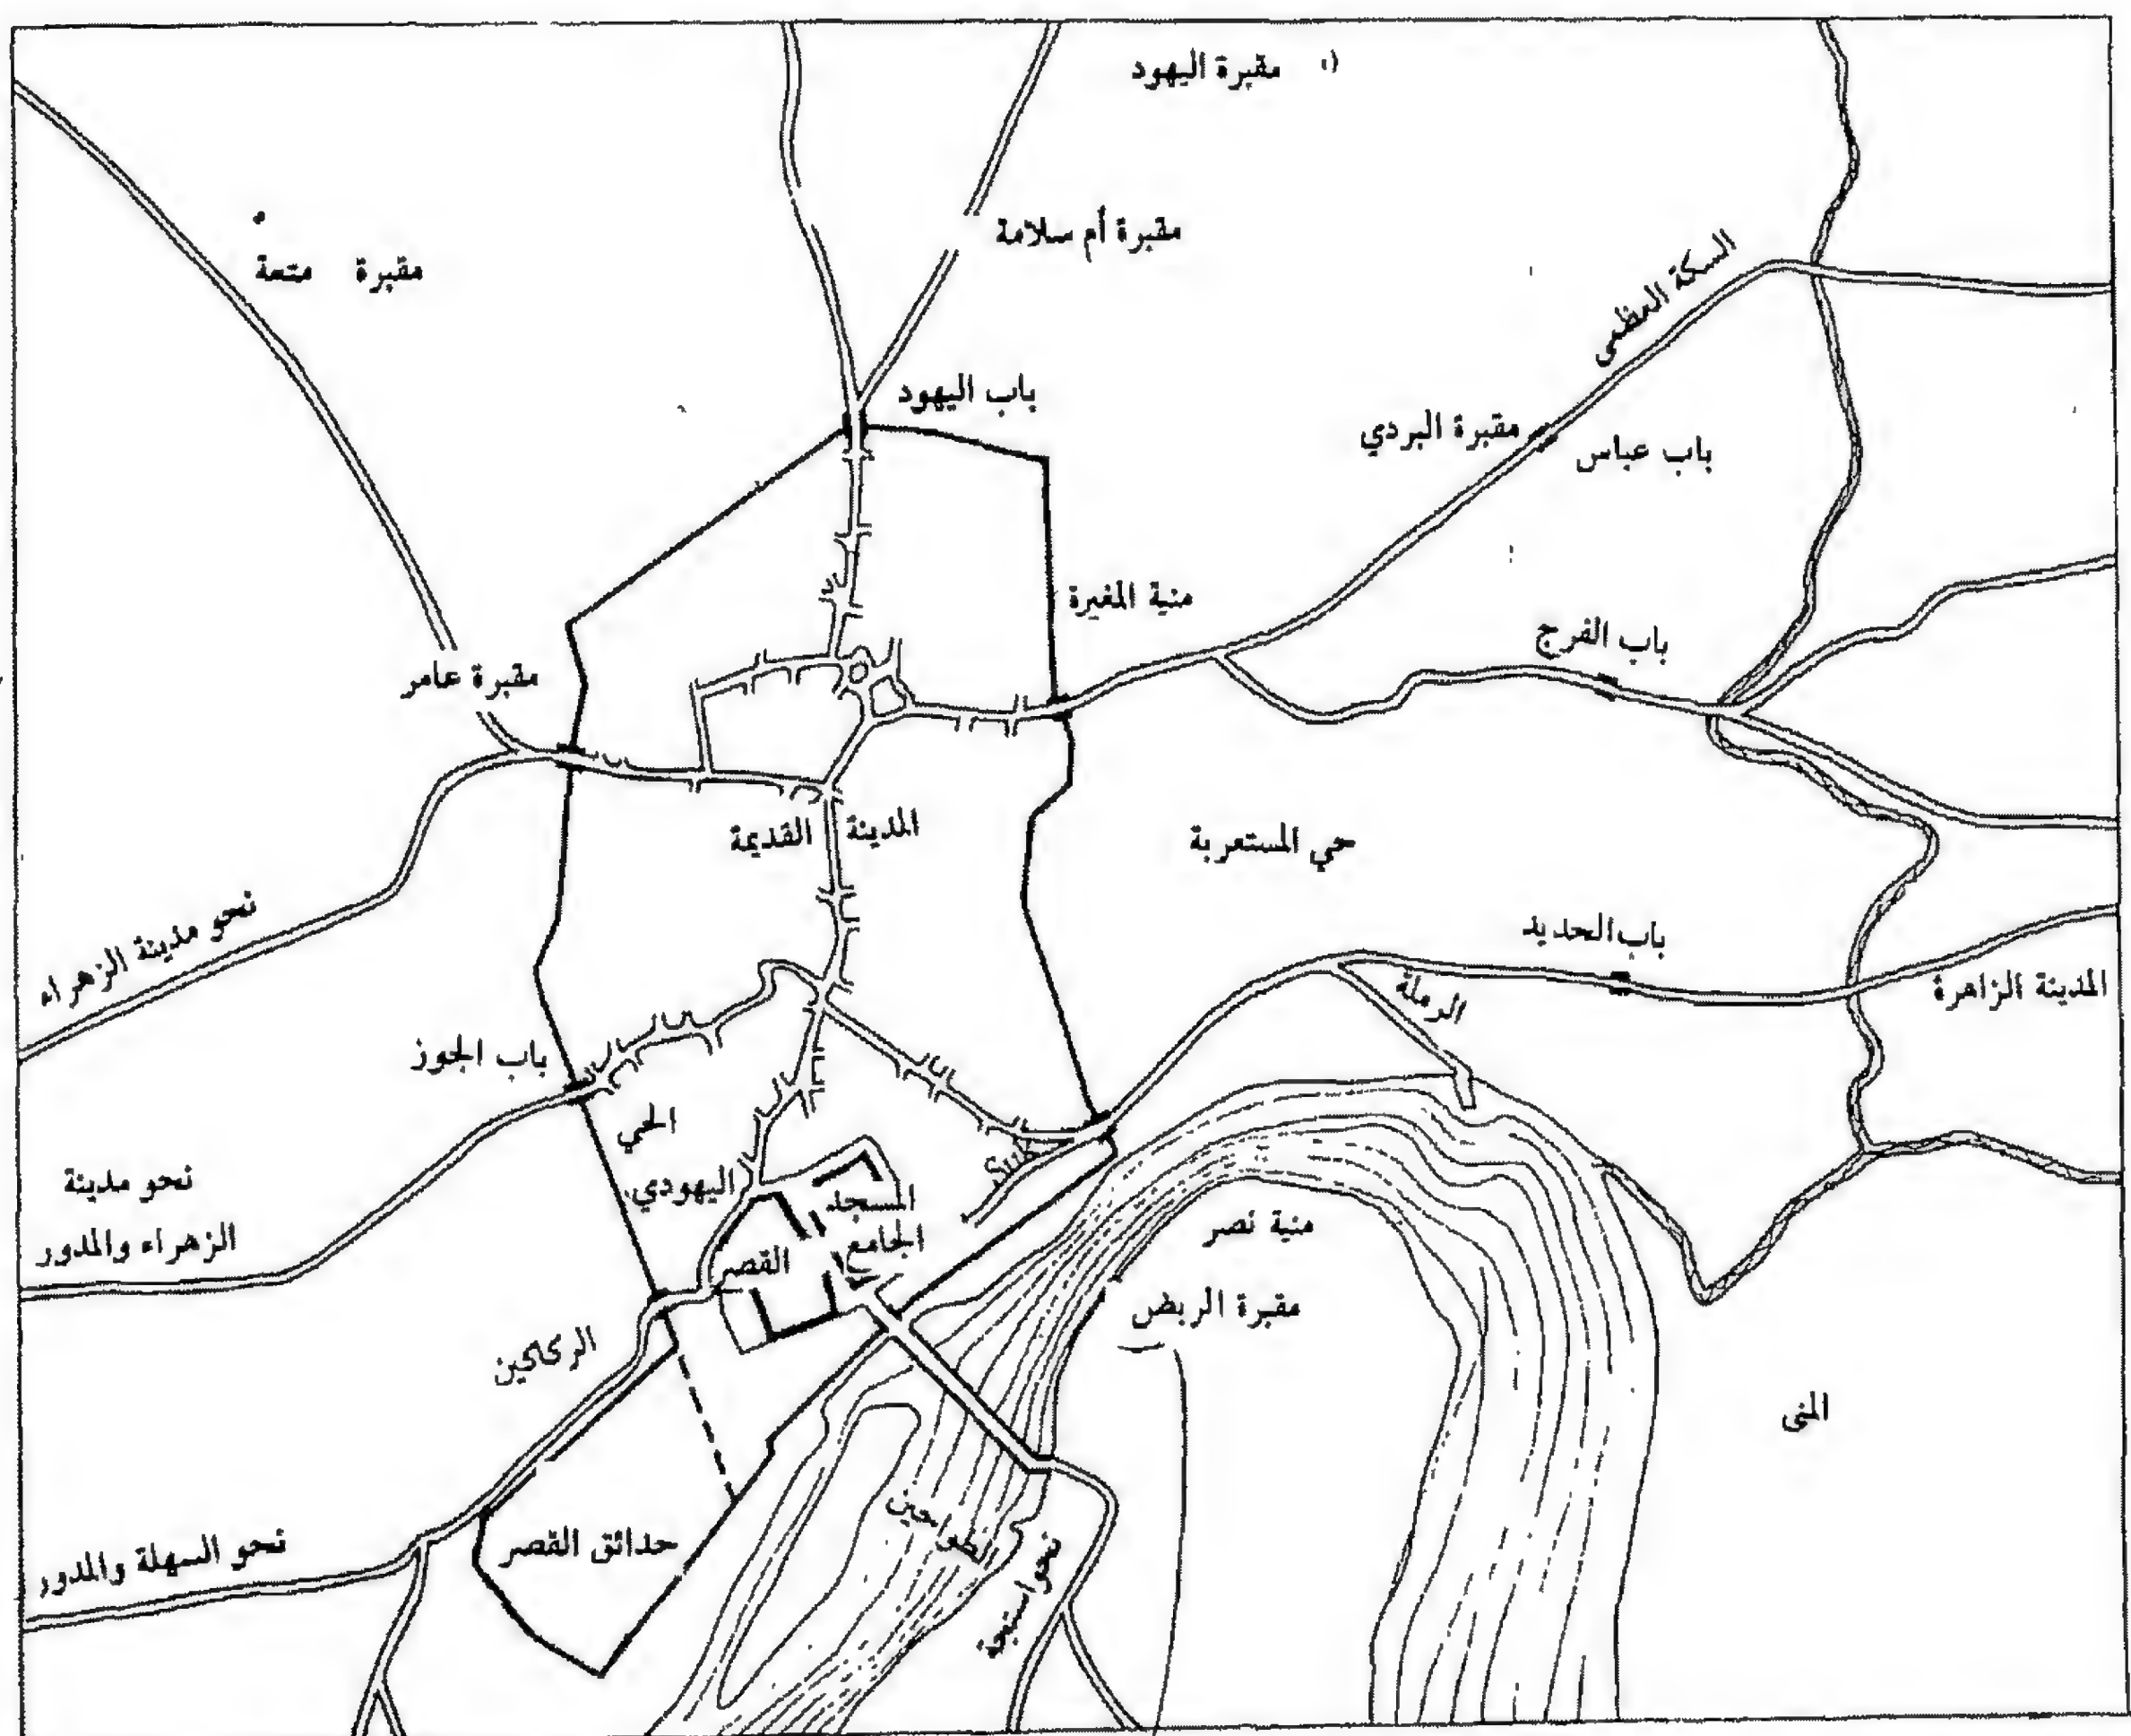 مقبرة اليهود
مقبرة أم سلامة
مقبرة متعة
السكة العظمى
باب اليهود
مقبرة البردي
باب عباس
منية المغيرة
باب الفرج
مقبرة عامر
المدينة القديمة
حي المستعربة
نحو مدينة الزهراء
باب الحديد
الرملة
المدينة الزاهرة
باب الجوز
الحي
اليهودي
Suk
المسجد
الجامع
القصر
نحو مدينة
الزهراء والمدور
منية نصر
مقبرة الربض
الركاكين
المنى
الطواحين
نحو استبجة
حدائق القصر
نحو السهلة والمدور